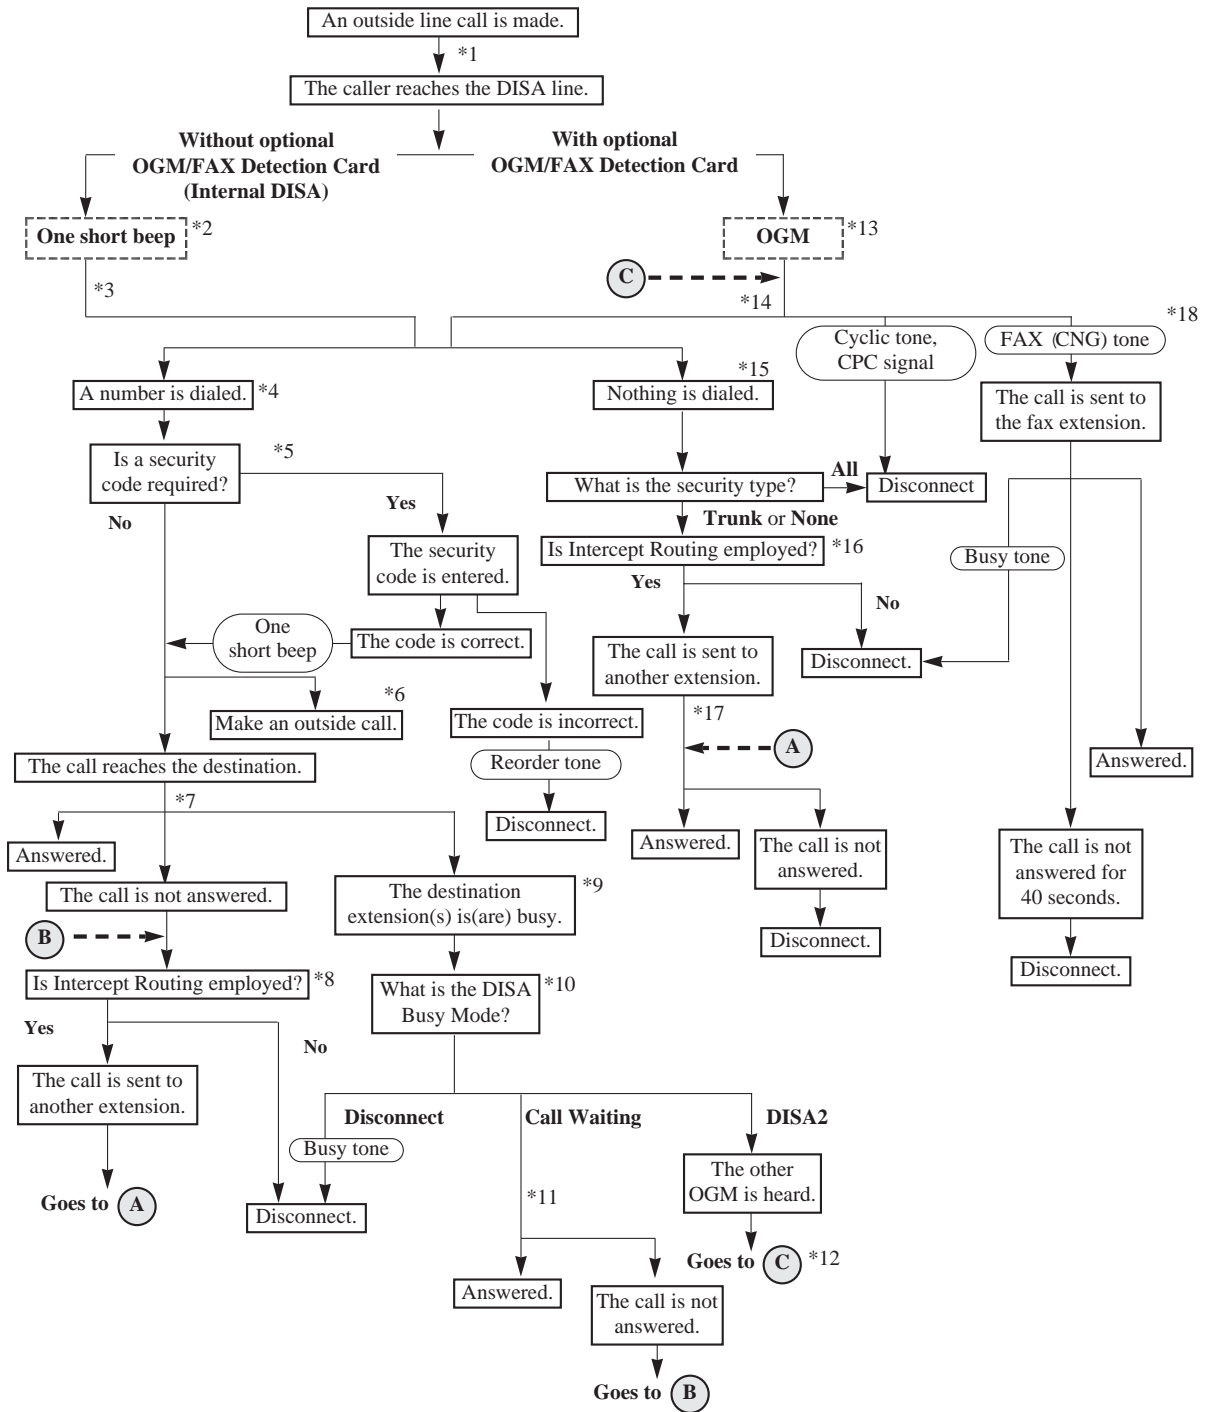 An outside line call is made.
*1
The caller reaches the DISA line.
Without optional
OGM/FAX Detection Card
(Internal DISA)
With optional
OGM/FAX Detection Card
One short beep
*2
OGM
*13
C
*3
*14
*18
Cyclic tone,
CPC signal
FAX (CNG) tone
A number is dialed.
*4
*15
Nothing is dialed.
The call is sent to
the fax extension.
Is a security
code required?
*5
Yes
No
What is the security type?
All
Disconnect
Trunk or None
The security
code is entered.
Is Intercept Routing employed?
*16
Yes
No
Busy tone
One
short beep
The code is correct.
The call is sent to
another extension.
Disconnect.
*6
Make an outside call.
The code is incorrect.
*17
A
The call reaches the destination.
Reorder tone
Answered.
*7
Disconnect.
Answered.
The call is not
answered.
The call is not
answered for
40 seconds.
Answered.
The call is not answered.
The destination
extension(s) is(are) busy.
*9
B
Disconnect.
Disconnect.
Is Intercept Routing employed?
*8
What is the DISA
Busy Mode?
*10
Yes
No
The call is sent to
another extension.
Disconnect
Call Waiting
DISA2
Busy tone
The other
OGM is heard.
Goes to A
Disconnect.
*11
Goes to C
*12
Answered.
The call is not
answered.
Goes to B